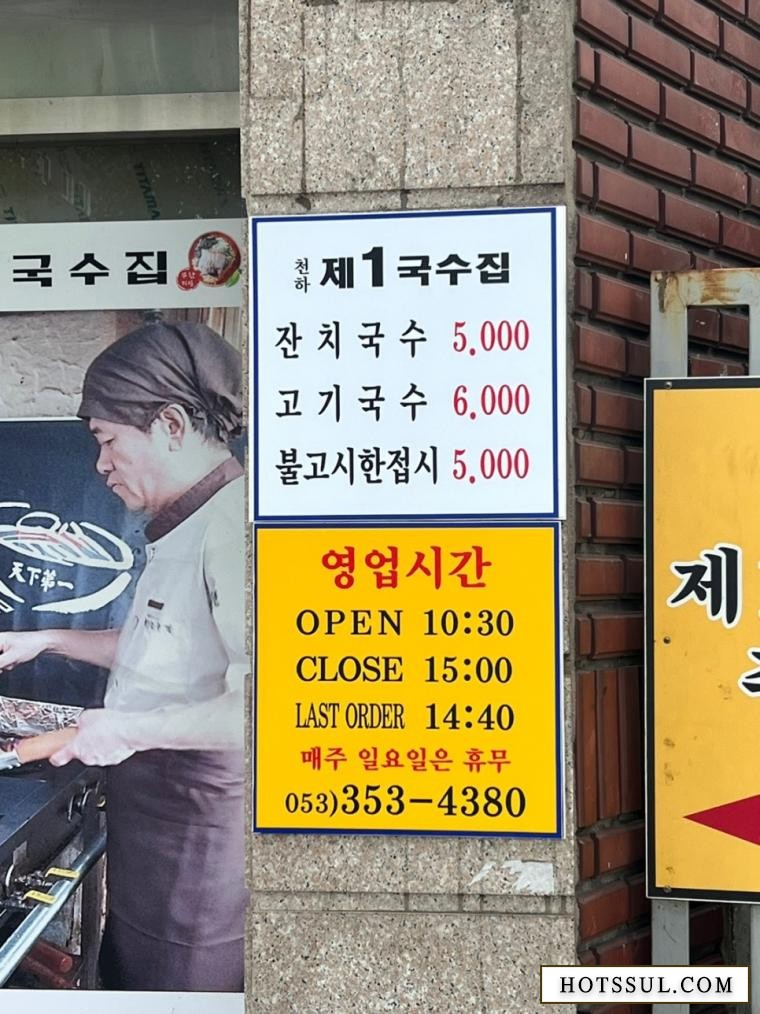 TITAMA
국수집
천하 제1국수집
잔치국수 5,000
고기국수 6,000
불고시한접시 5,000
天下第一
영업시간
OPEN 10:30
CLOSE 15:00
LAST ORDER 14:40
매주 일요일은 휴무
053)353-4380
제
HOTSSUL.COM